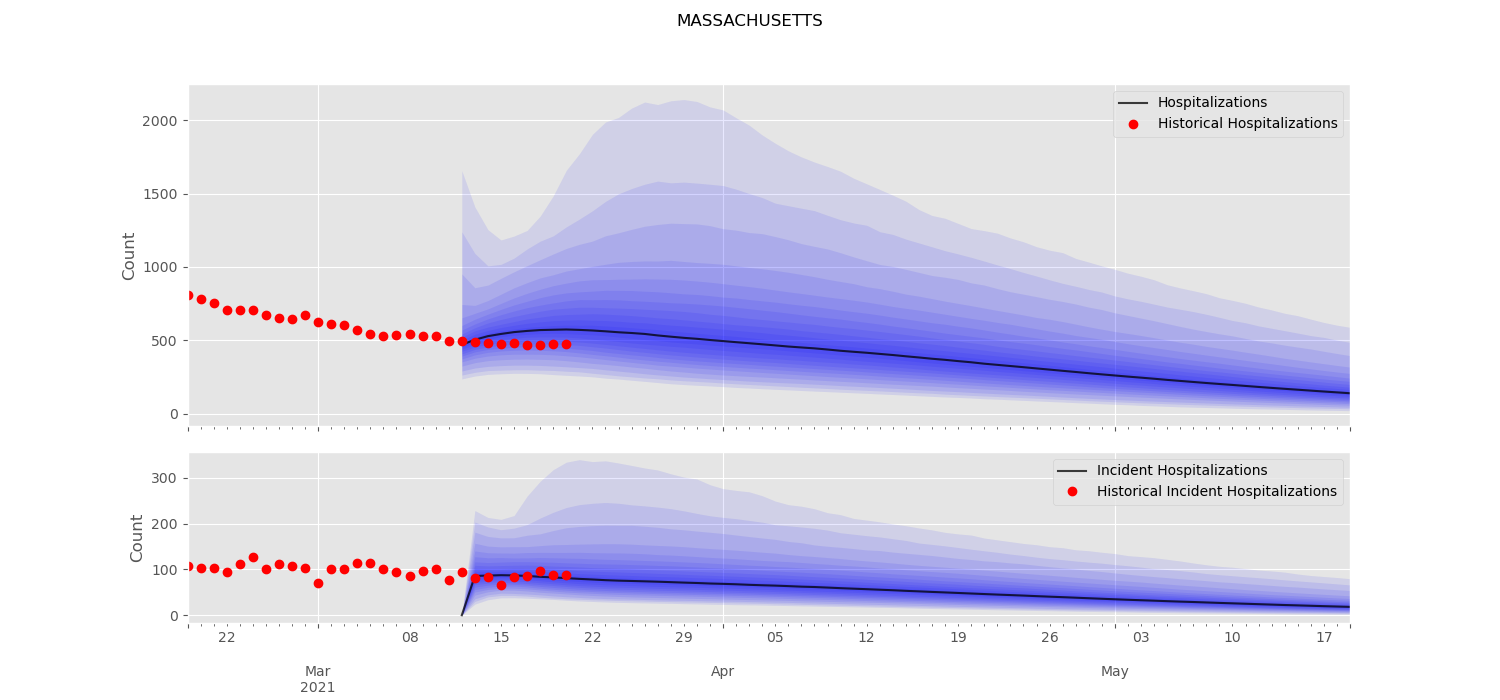 MASSACHUSETTS
Hospitalizations
Historical Hospitalizations
Count
2000
1500
1000
500
0
Incident Hospitalizations
Historical Incident Hospitalizations
Count
300
200
100
0
22 08 15 22 29 05 12 19 26 03 10 17
Mar Apr May
2021